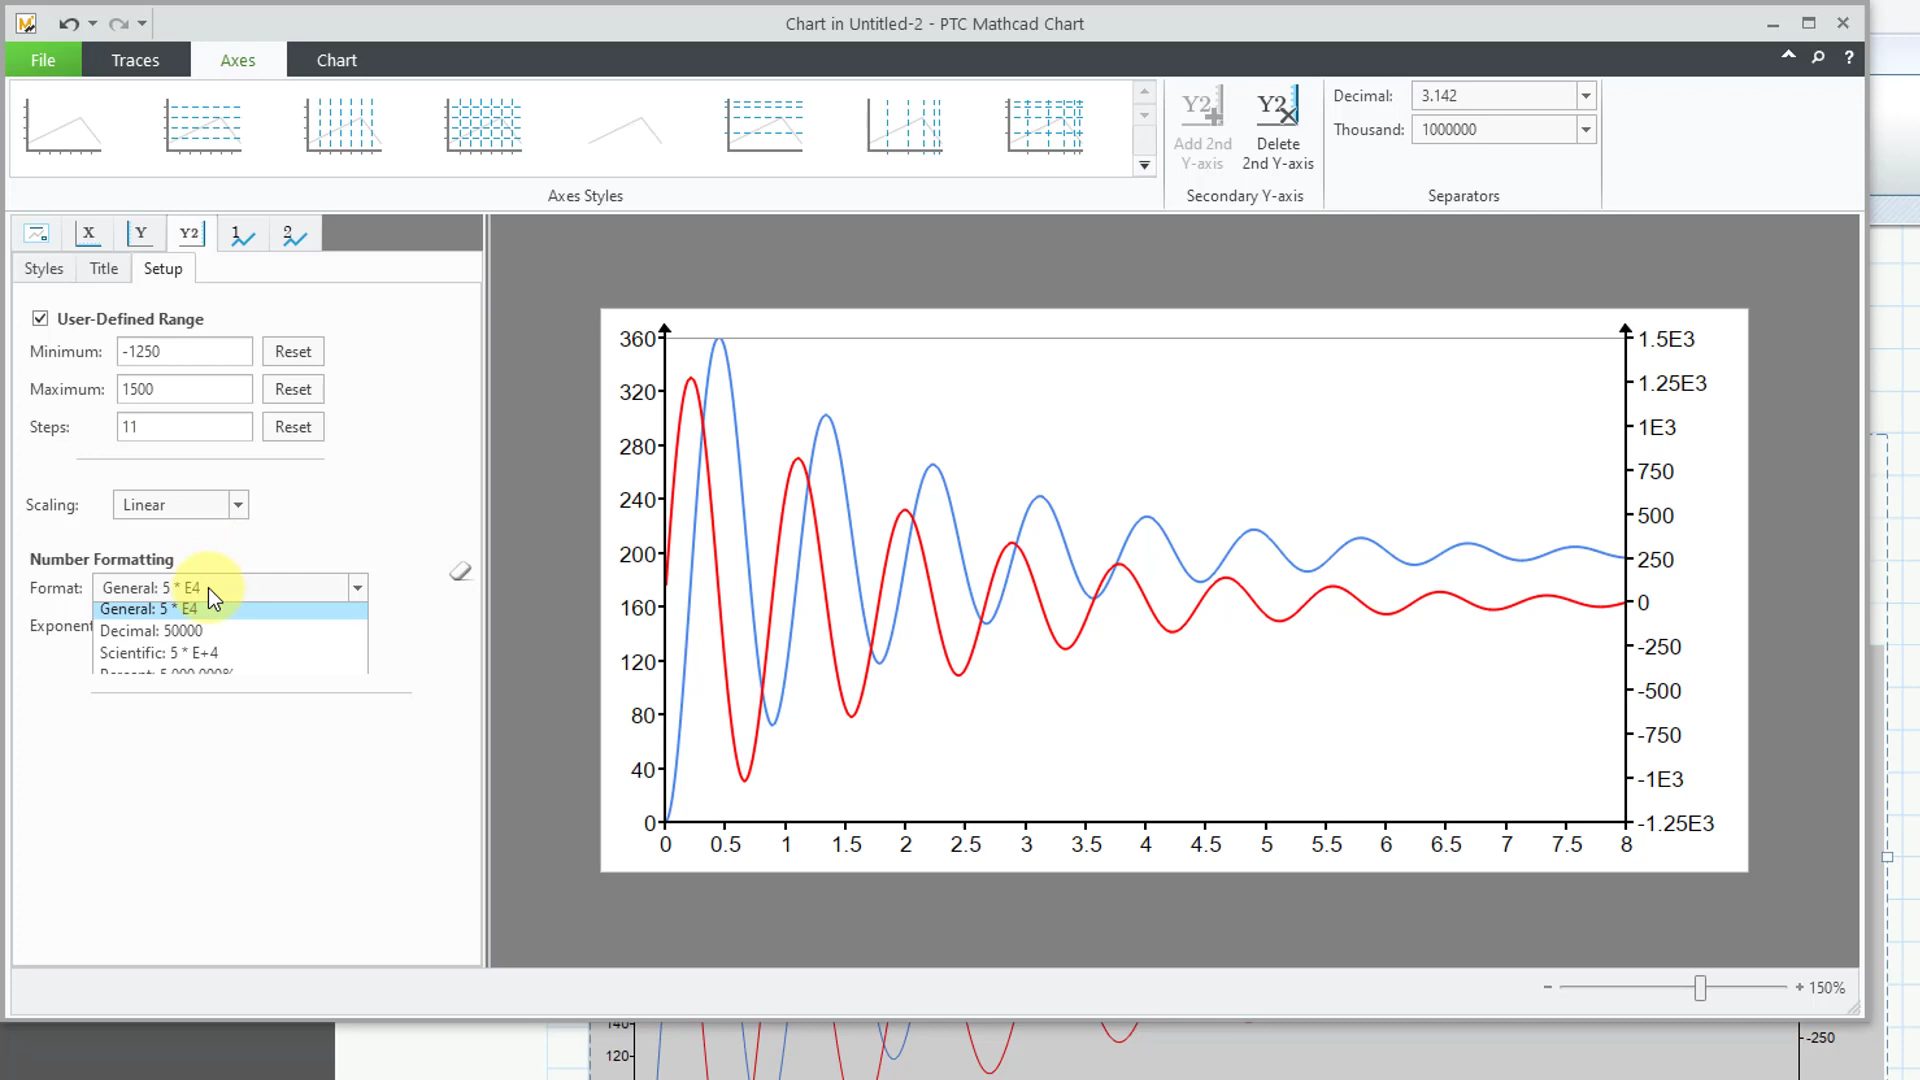 Chart in Untitled-2 - PTC Mathcad Chart
File Traces Axes Chart
?
Y2 Y2
Add 2nd Y-axis
Delete 2nd Y-axis
Decimal: 3.142
Thousand: 1000000
Axes Styles
Secondary Y-axis
Separators
X Y Y2 1 2
Styles Title Setup
User-Defined Range
Minimum: -1250 Reset
Maximum: 1500 Reset
Steps: 11 Reset
Scaling: Linear
Number Formatting
Format: General: 5 * E4
General: 5 * E4
Exponent
Decimal: 50000
Scientific: 5 * E+4
Percent: 5,000,000%
360
320
280
240
200
160
120
80
40
0
0 0.5 1 1.5 2 2.5 3 3.5 4 4.5 5 5.5 6 6.5 7 7.5 8
1.5E3
1.25E3
1E3
750
500
250
0
-250
-500
-750
-1E3
-1.25E3
- + 150%
140
120
-250